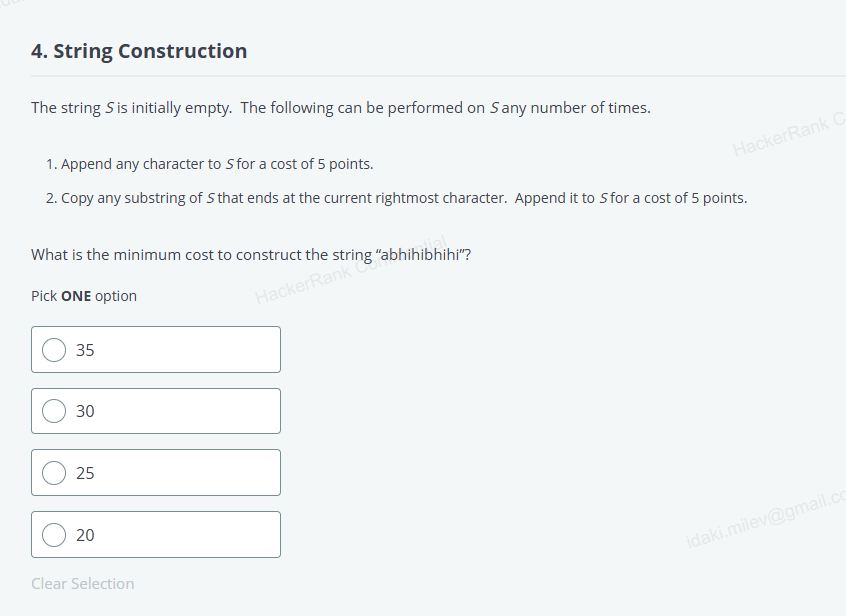 4. String Construction
The string S is initially empty. The following can be performed on S any number of times.
HackerRank C
1. Append any character to S for a cost of 5 points.
2. Copy any substring of S that ends at the current rightmost character. Append it to S for a cost of 5 points.
What is the minimum cost to construct the string “abhihibhihi”?
HackerRank Confidential
Pick ONE option
35
30
25
20
idaki.milev@gmail.co
Clear Selection